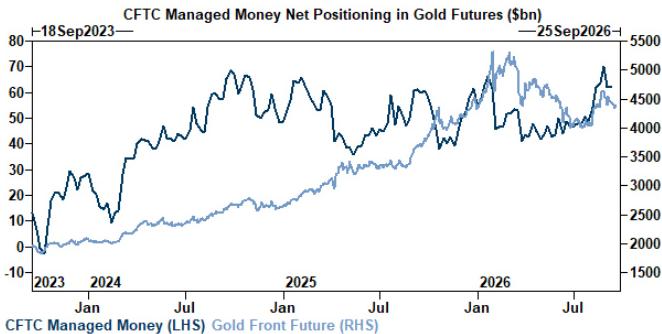 CFTC Managed Money Net Positioning in Gold Futures ($bn)
18Sep2023 25Sep2026
80 5500
70 5000
60 4500
50 4000
40 3500
30 3000
20 2500
10 2000
0 1500
-10
2023 2024 2025 2026
Jan Jul Jan Jul Jan Jul
CFTC Managed Money (LHS) Gold Front Future (RHS)